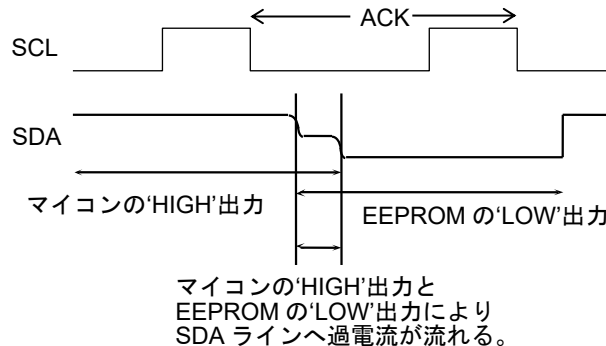 ACK
SCL
SDA
マイコンの‘HIGH’出力
EEPROM の‘LOW’出力
マイコンの‘HIGH’出力と
EEPROM の‘LOW’出力により
SDA ラインへ過電流が流れる。